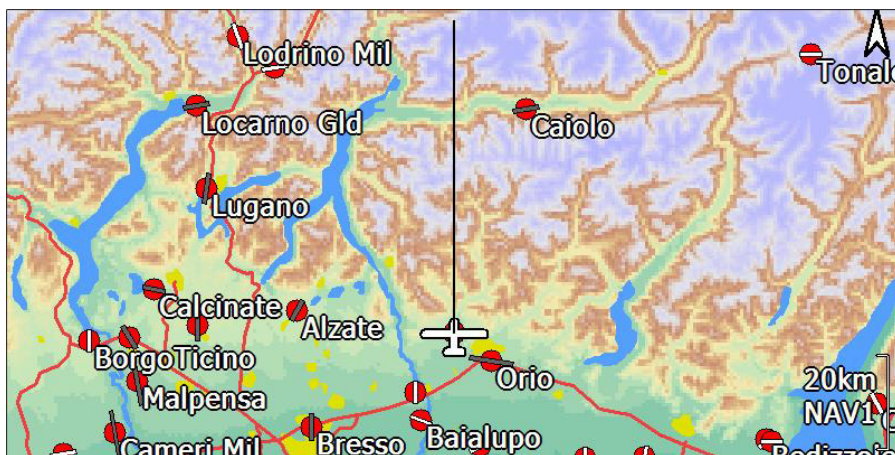 Lodrino Mil
Tonale
Locarno Gld
Caiolo
Lugano
Calcinate
Alzate
BorgoTicino
Orio
20km
Malpensa
NAV1
Cameri Mil
Bresso
Baialupo